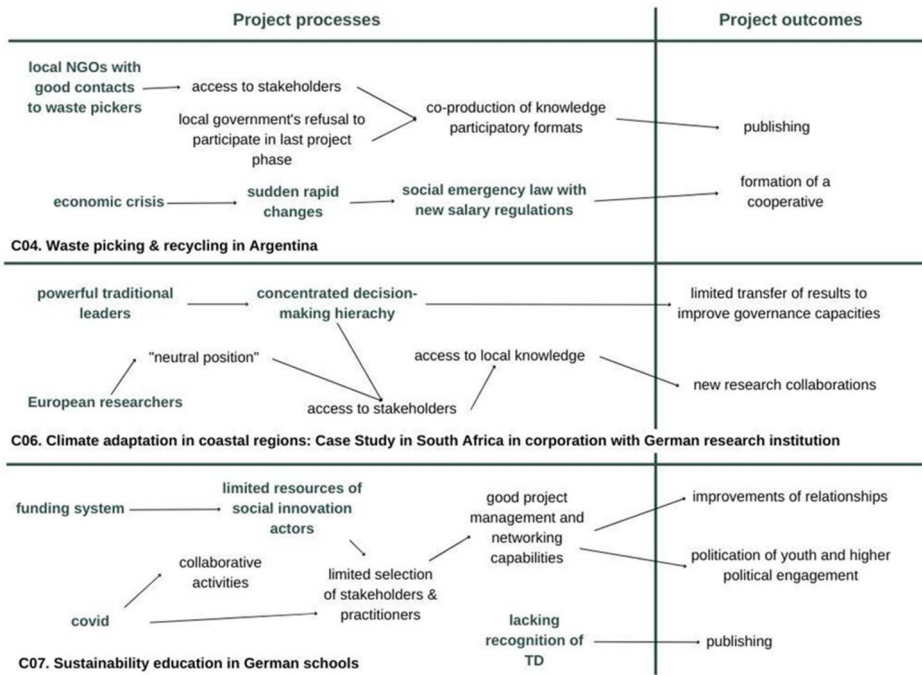 Project processes
Project outcomes
local NGOs with
good contacts
to waste pickers
access to stakeholders
local government's refusal to
participate in last project
phase
co-production of knowledge
participatory formats
publishing
economic crisis
sudden rapid
changes
social emergency law with
new salary regulations
formation of a
cooperative
C04. Waste picking & recycling in Argentina
powerful traditional
leaders
concentrated decision-
making hierachy
limited transfer of results to
improve governance capacities
"neutral position"
access to local knowledge
European researchers
access to stakeholders
new research collaborations
C06. Climate adaptation in coastal regions: Case Study in South Africa in corporation with German research institution
funding system
limited resources of
social innovation
actors
good project
management and
networking
capabilities
improvements of relationships
collaborative
activities
limited selection
of stakeholders &
practitioners
politication of youth and higher
political engagement
covid
lacking
recognition of
TD
publishing
C07. Sustainability education in German schools